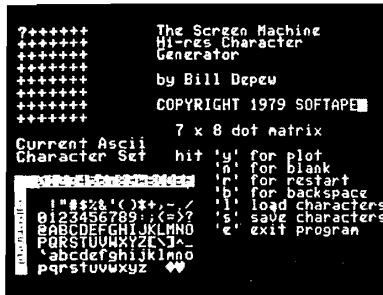 ?++++++ The Screen Machine
+++++++ Hi-res Character
+++++++ Generator
+++++++
+++++++ by Bill Depew
+++++++
+++++++ COPYRIGHT 1979 SOFTAPE
+++++++
7 x 8 dot matrix
Current Ascii
Character Set hit 'y' for plot
'n' for blank
'r' for restart
'b' for backspace
!"#$%&'()*+,-./ 'l' load characters
0123456789:;<=>? 's' save characters
@ABCDEFGHIJKLMNO 'e' exit program
PQRSTUVWXYZ[\]^_
`abcdefghijklmno
pqrstuvwxyz